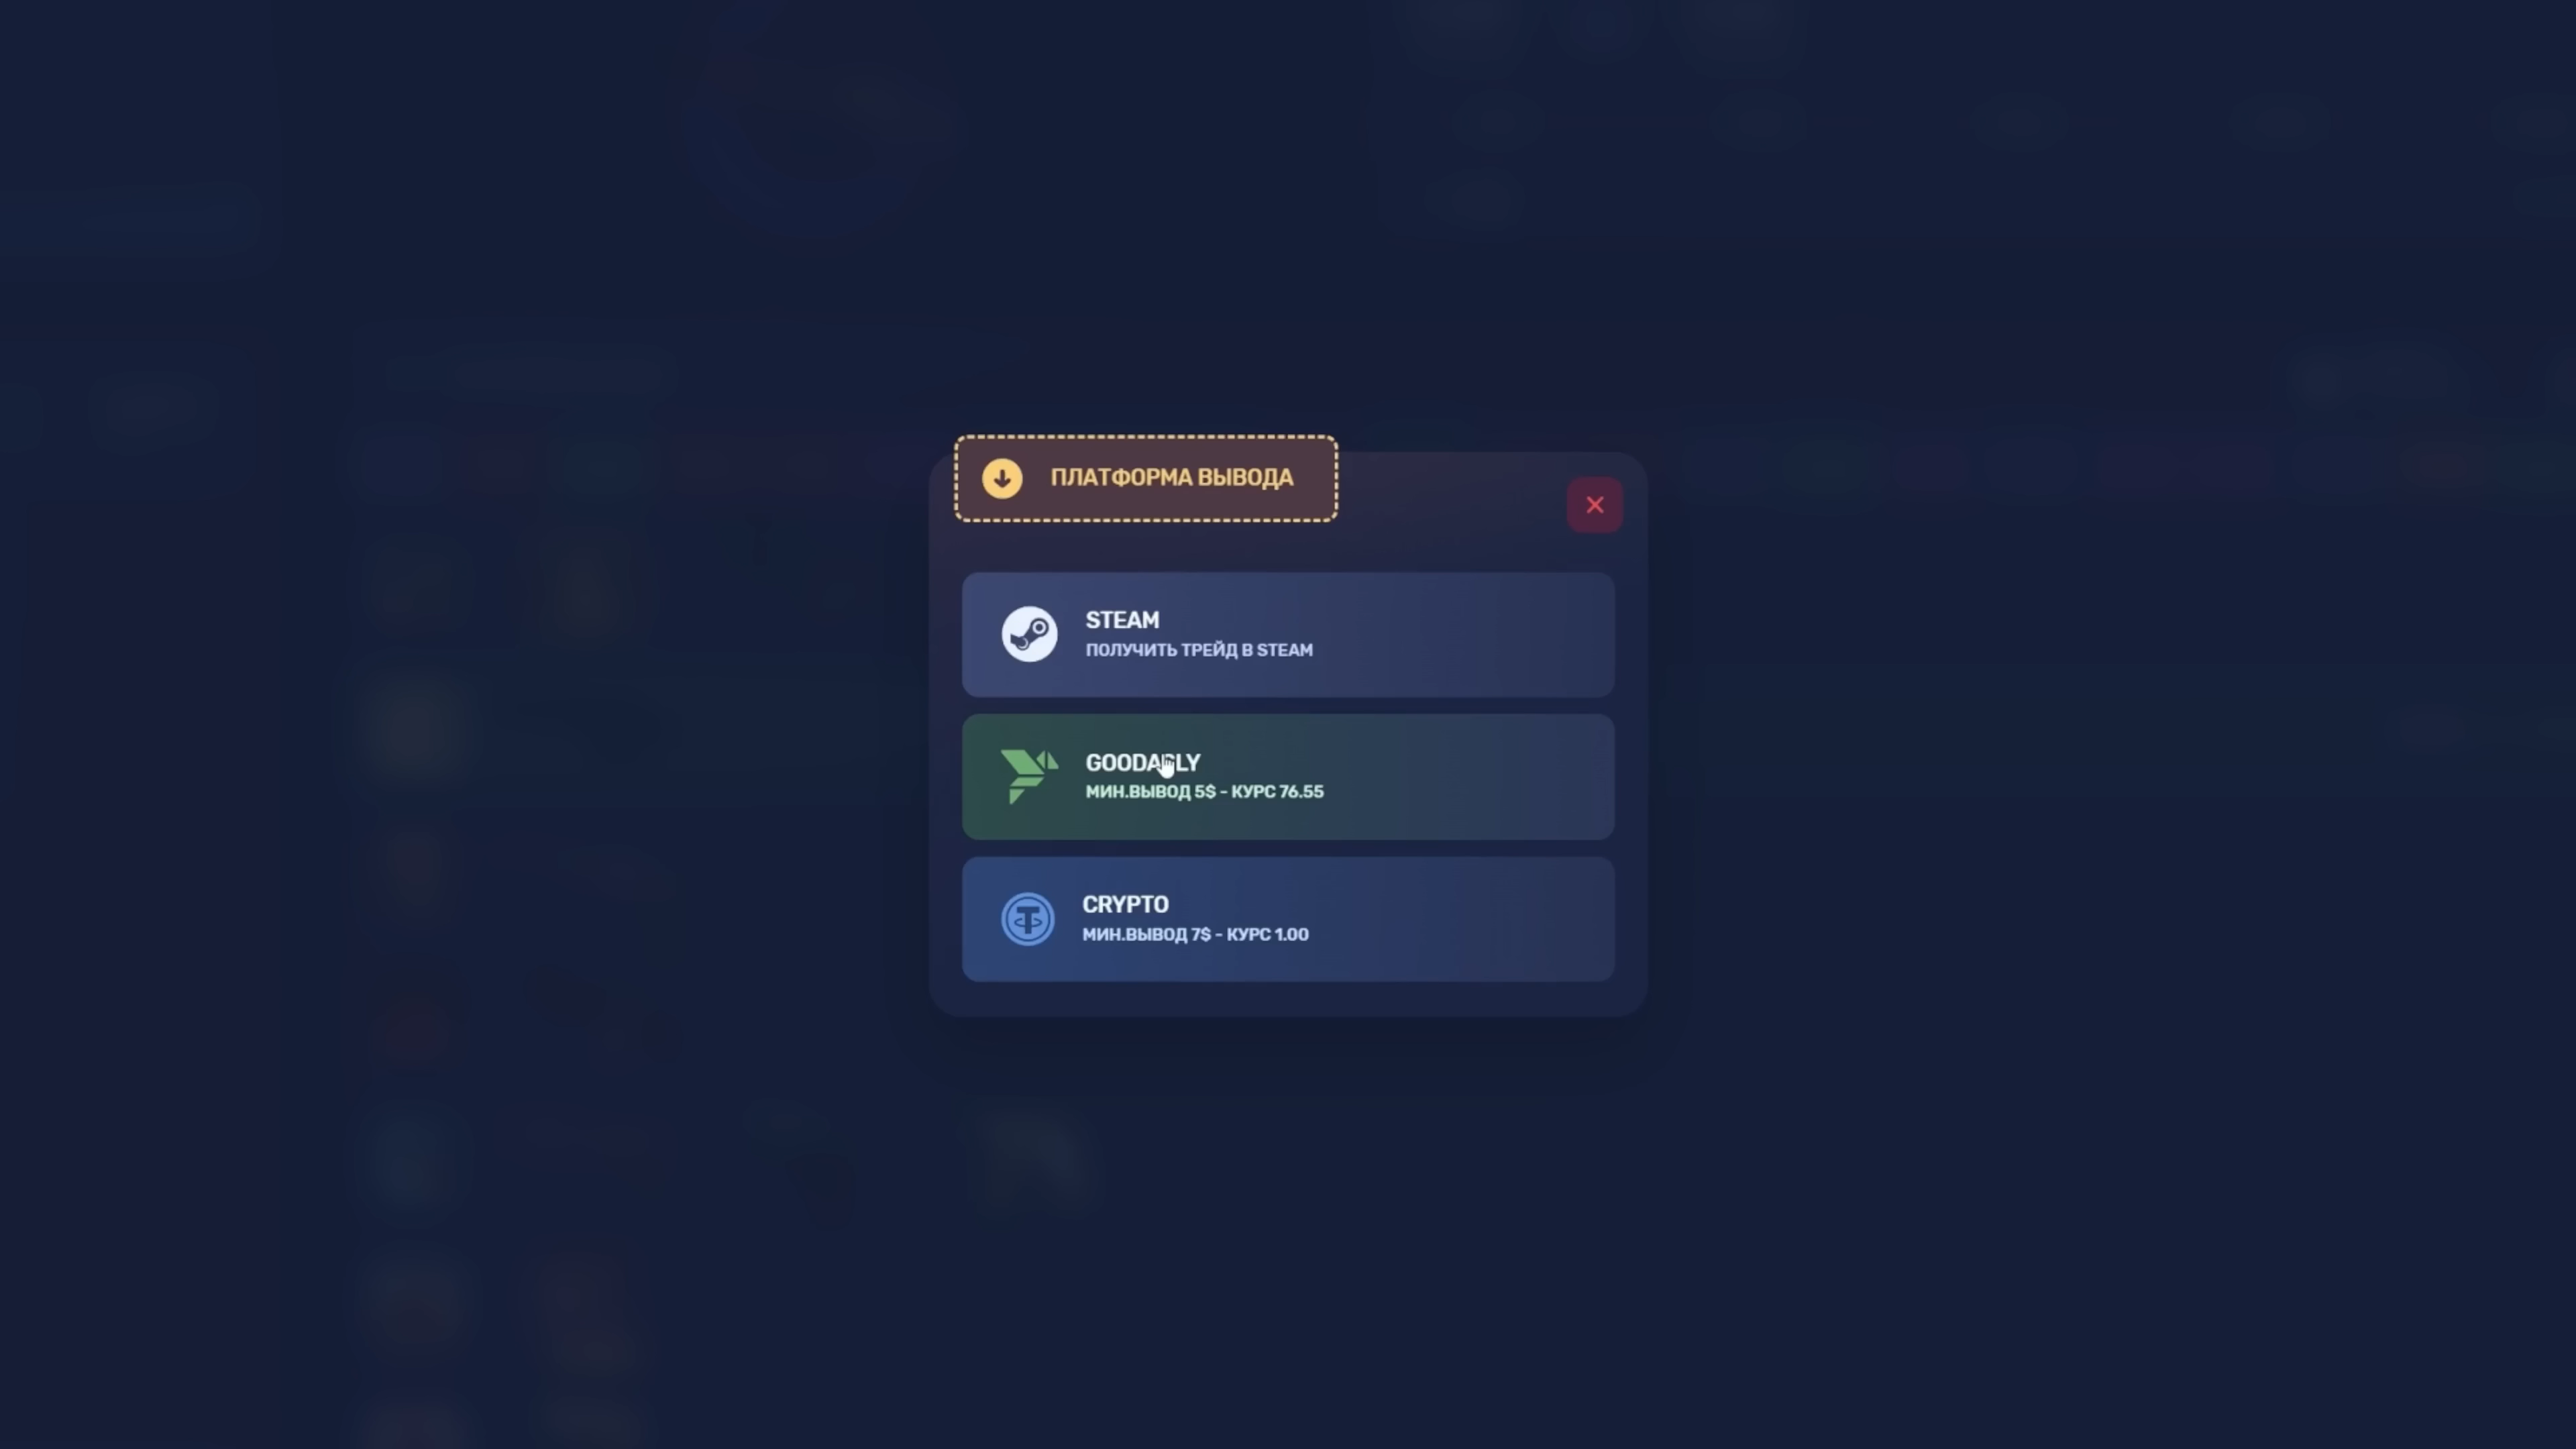 ПЛАТФОРМА ВЫВОДА
STEAM
ПОЛУЧИТЬ ТРЕЙД В STEAM
МИН.ВЫВОД 5$ - КУРС 76.55
CRYPTO
МИН.ВЫВОД 7$ - КУРС 1.00